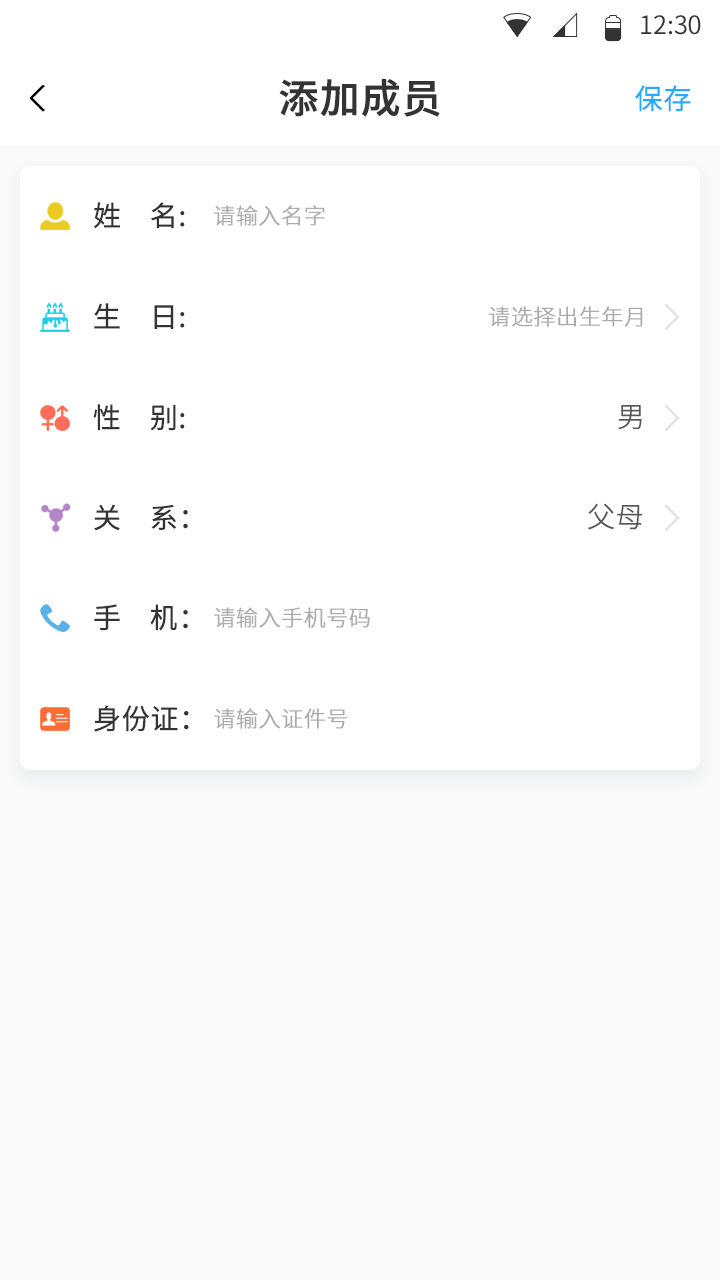 12:30
添加成员
保存
姓 名: 请输入名字
生 日: 请选择出生年月
性 别: 男
关 系： 父母
手 机： 请输入手机号码
身份证： 请输入证件号